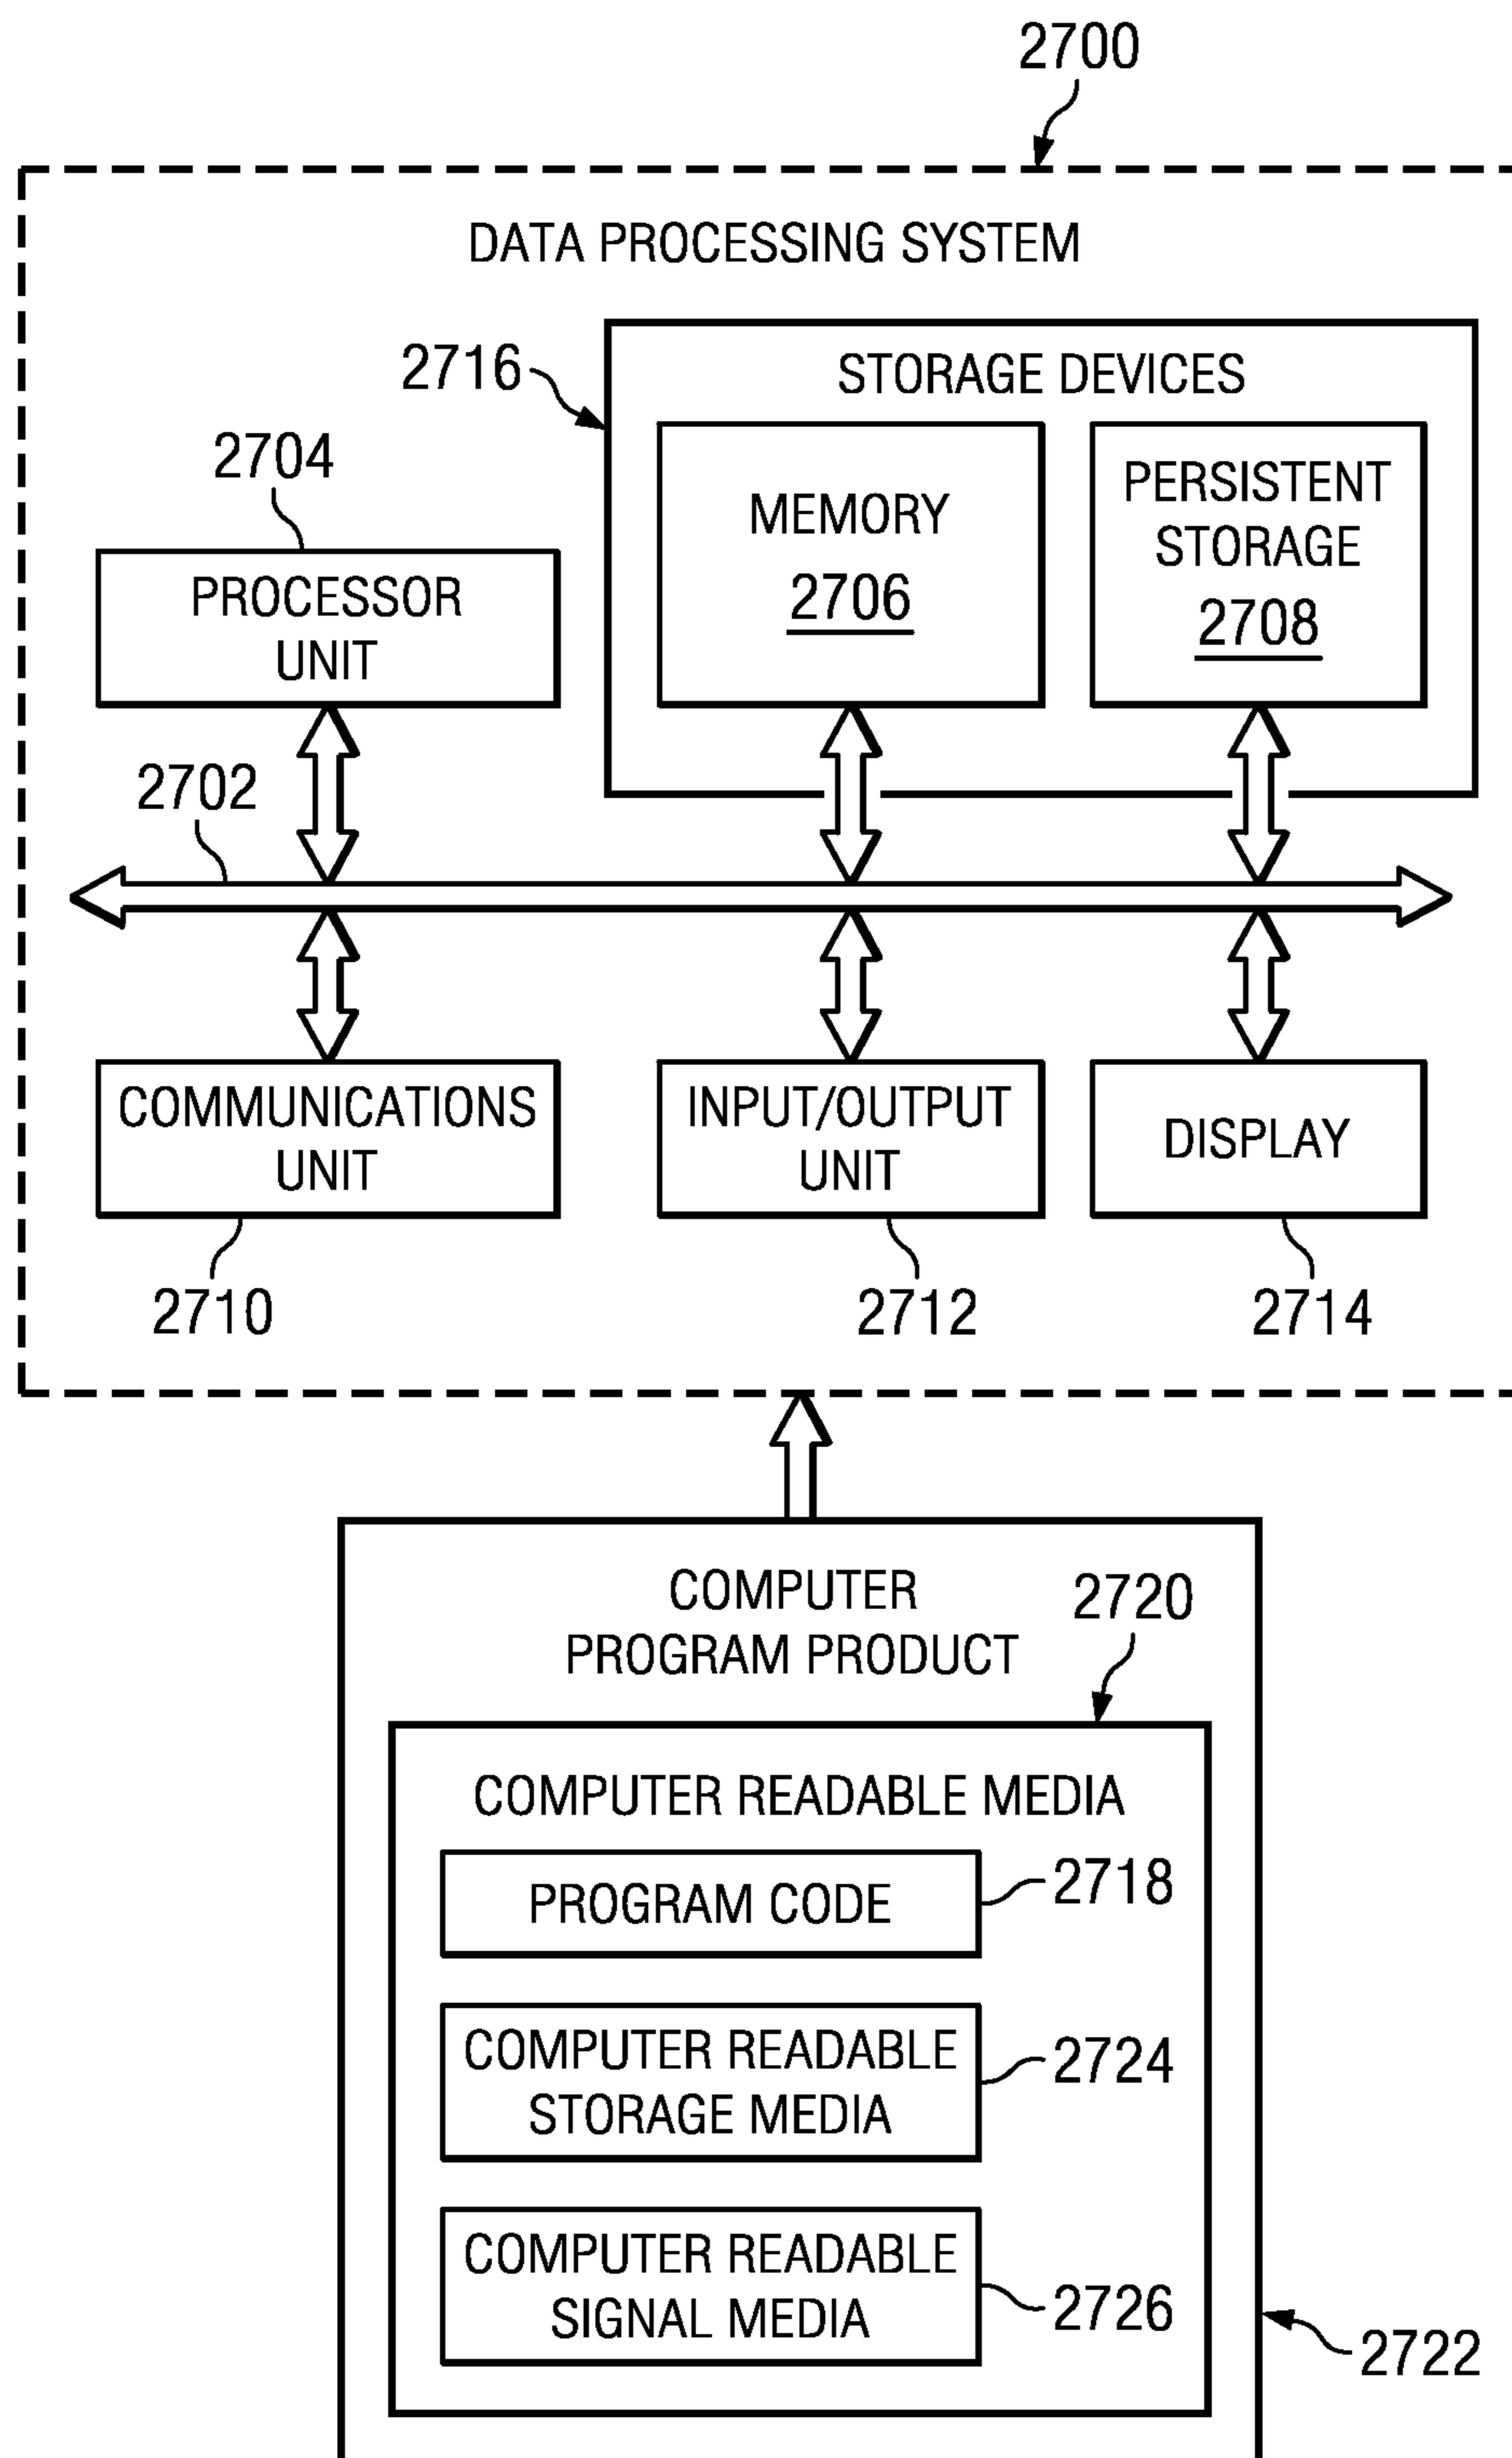 2700
DATA PROCESSING SYSTEM
2716
STORAGE DEVICES
2704
MEMORY
2706
PERSISTENT
STORAGE
2708
PROCESSOR
UNIT
2702
COMMUNICATIONS
UNIT
INPUT/OUTPUT
UNIT
DISPLAY
2710
2712
2714
COMPUTER
PROGRAM PRODUCT
2720
COMPUTER READABLE MEDIA
PROGRAM CODE
2718
COMPUTER READABLE
STORAGE MEDIA
2724
COMPUTER READABLE
SIGNAL MEDIA
2726
2722